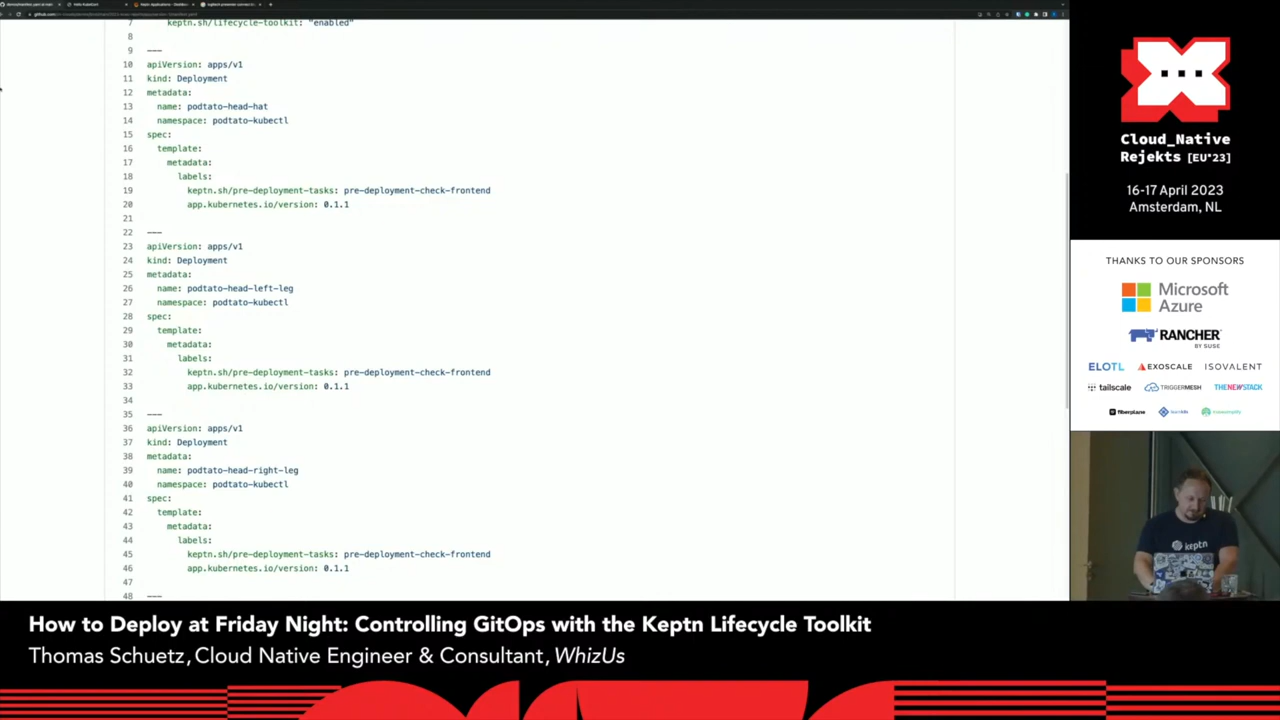 7 keptn.sh/lifecycle-toolkit: "enabled"
8
9 ---
10 apiVersion: apps/v1
11 kind: Deployment
12 metadata:
13 name: podtato-head-hat
14 namespace: podtato-kubectl
15 spec:
16 template:
17 metadata:
18 labels:
19 keptn.sh/pre-deployment-tasks: pre-deployment-check-frontend
20 app.kubernetes.io/version: 0.1.1
21
22 ---
23 apiVersion: apps/v1
24 kind: Deployment
25 metadata:
26 name: podtato-head-left-leg
27 namespace: podtato-kubectl
28 spec:
29 template:
30 metadata:
31 labels:
32 keptn.sh/pre-deployment-tasks: pre-deployment-check-frontend
33 app.kubernetes.io/version: 0.1.1
34
35 ---
36 apiVersion: apps/v1
37 kind: Deployment
38 metadata:
39 name: podtato-head-right-leg
40 namespace: podtato-kubectl
41 spec:
42 template:
43 metadata:
44 labels:
45 keptn.sh/pre-deployment-tasks: pre-deployment-check-frontend
46 app.kubernetes.io/version: 0.1.1
47
48 ---
Cloud_Native
Rejekts [EU'23]
16-17 April 2023
Amsterdam, NL
THANKS TO OUR SPONSORS
Microsoft
Azure
RANCHER
BY SUSE
ELOTL EXOSCALE ISOVALENT
tailscale TRIGGERMESH THENEWSTACK
fiberplane
keptn
How to Deploy at Friday Night: Controlling GitOps with the Keptn Lifecycle Toolkit
Thomas Schuetz, Cloud Native Engineer & Consultant, WhizUs